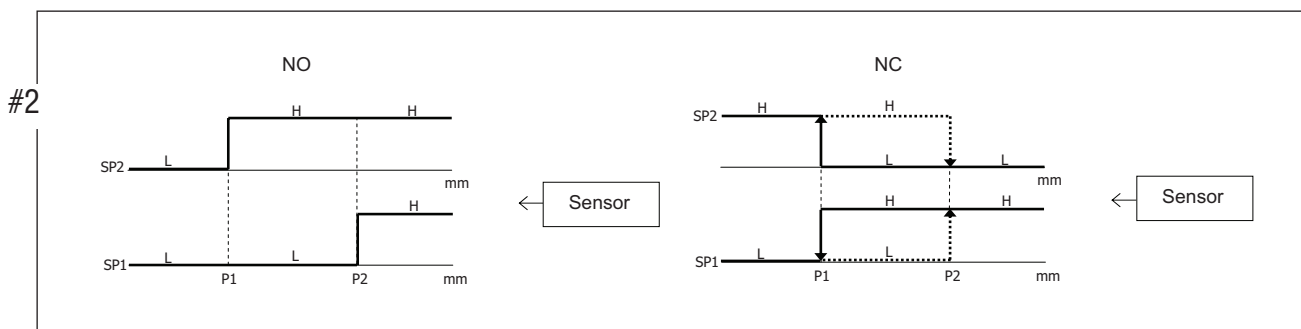 #2
NO
NC
H H
SP2 L
mm
H
SP1 L L
P1 P2 mm
Sensor
SP2 H H
L L
mm
H H
SP1 L L
P1 P2 mm
Sensor